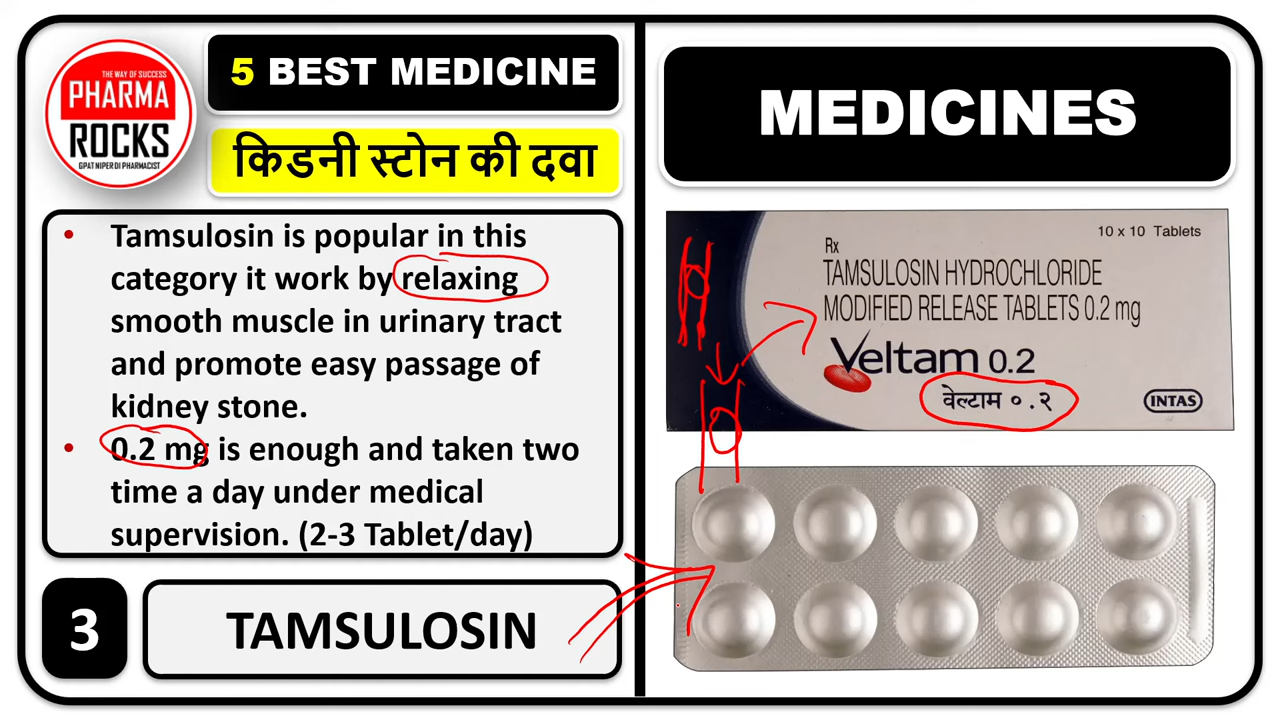 THE WAY OF SUCCESS
PHARMA
ROCKS
GPAT NIPER DI PHARMACIST
5 BEST MEDICINE
किडनी स्टोन की दवा
• Tamsulosin is popular in this
category it work by relaxing
smooth muscle in urinary tract
and promote easy passage of
kidney stone.
• 0.2 mg is enough and taken two
time a day under medical
supervision. (2-3 Tablet/day)
3
TAMSULOSIN
MEDICINES
10 x 10 Tablets
Rx
TAMSULOSIN HYDROCHLORIDE
MODIFIED RELEASE TABLETS 0.2 mg
Veltam 0.2
वेल्टाम ०.२
INTAS